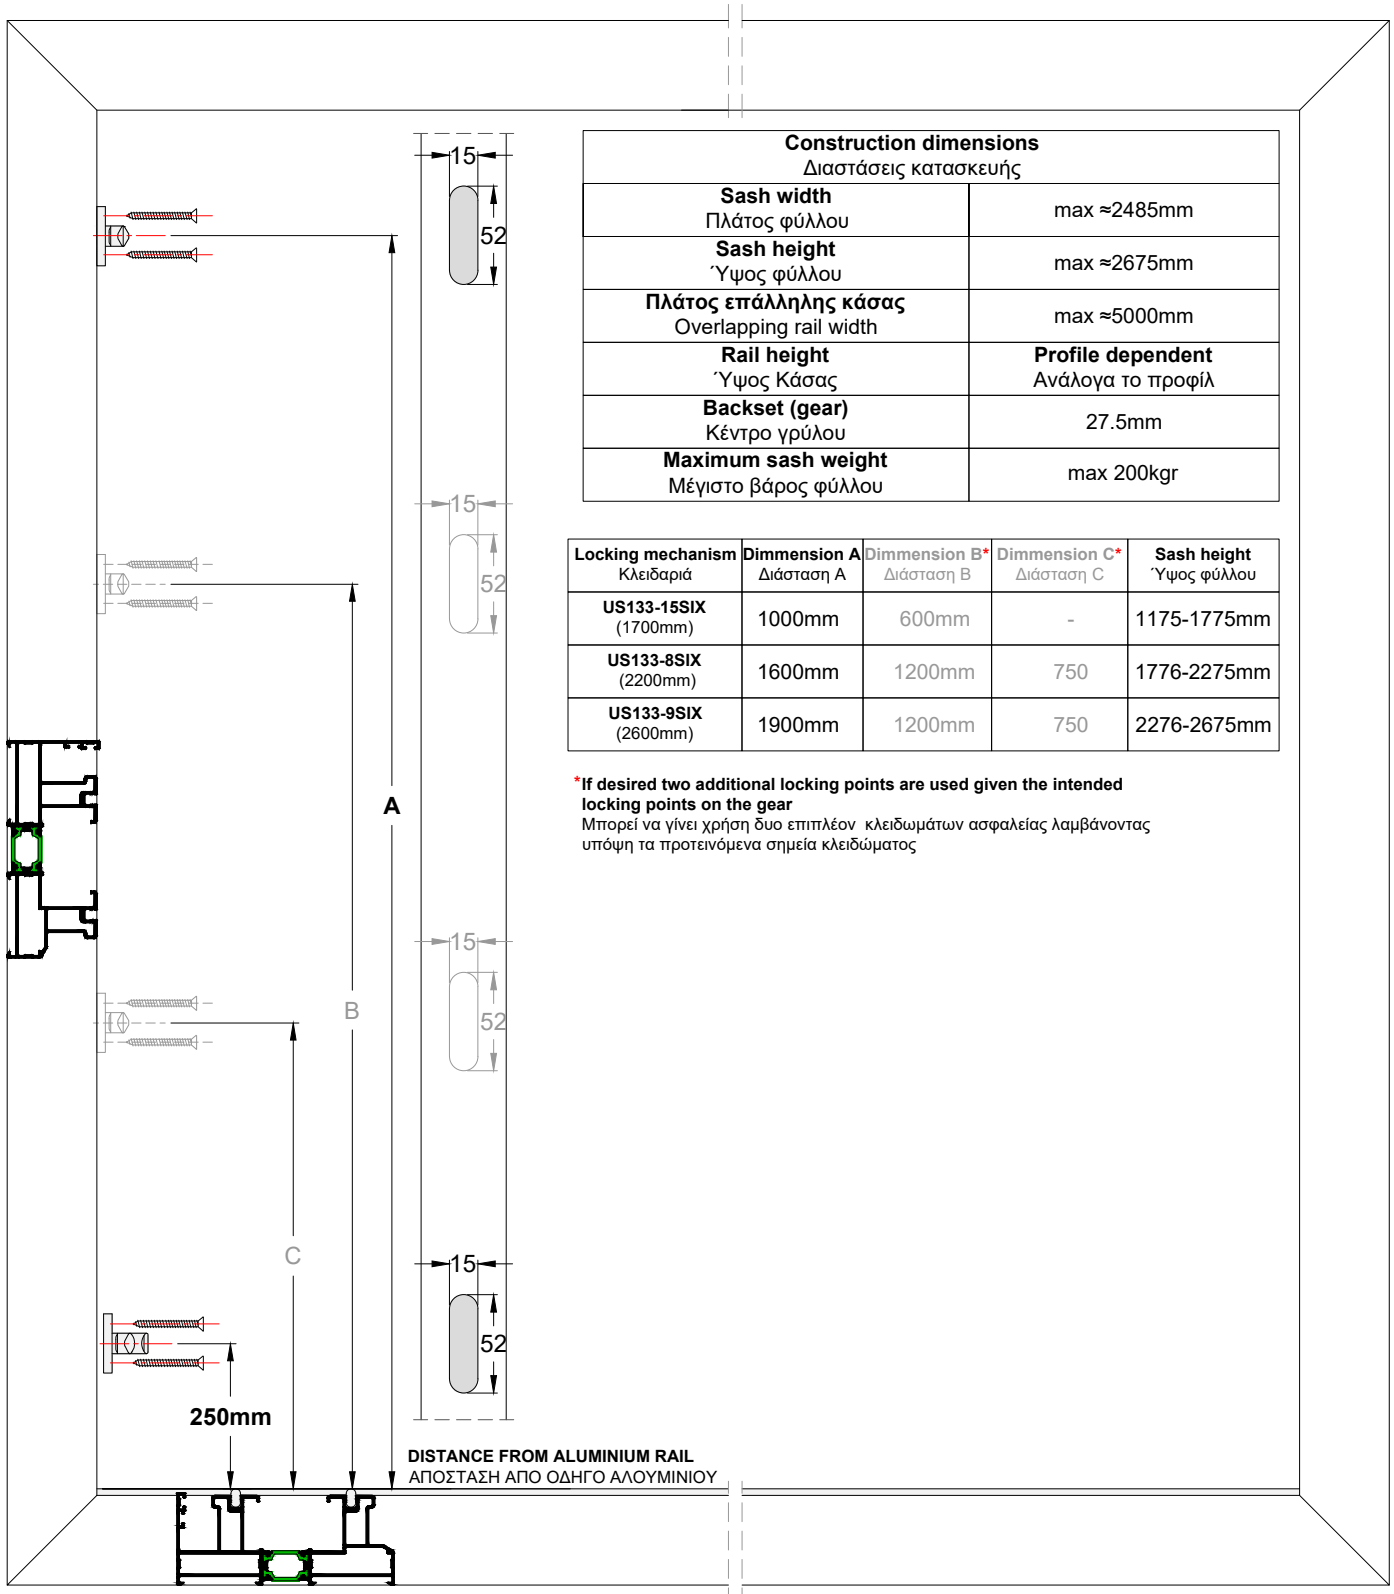 15
52
Construction dimensions
Διαστάσεις κατασκευής
Sash width
Πλάτος φύλλου
max ≈2485mm
Sash height
Ύψος φύλλου
max ≈2675mm
Πλάτος επάλληλης κάσας
Overlapping rail width
max ≈5000mm
Rail height
Ύψος Κάσας
Profile dependent
Ανάλογα το προφίλ
Backset (gear)
Κέντρο γρύλου
27.5mm
Maximum sash weight
Μέγιστο βάρος φύλλου
max 200kgr
15
52
Locking mechanism
Κλειδαριά
Dimmension A
Διάσταση Α
Dimmension B*
Διάσταση Β
Dimmension C*
Διάσταση C
Sash height
Ύψος φύλλου
US133-15SIX
(1700mm)
1000mm
600mm
-
1175-1775mm
US133-8SIX
(2200mm)
1600mm
1200mm
750
1776-2275mm
US133-9SIX
(2600mm)
1900mm
1200mm
750
2276-2675mm
*If desired two additional locking points are used given the intended
locking points on the gear
Μπορεί να γίνει χρήση δυο επιπλέον κλειδωμάτων ασφαλείας λαμβάνοντας
υπόψη τα προτεινόμενα σημεία κλειδώματος
A
15
B
52
C
15
52
250mm
DISTANCE FROM ALUMINIUM RAIL
ΑΠΟΣΤΑΣΗ ΑΠΟ ΟΔΗΓΟ ΑΛΟΥΜΙΝΙΟΥ